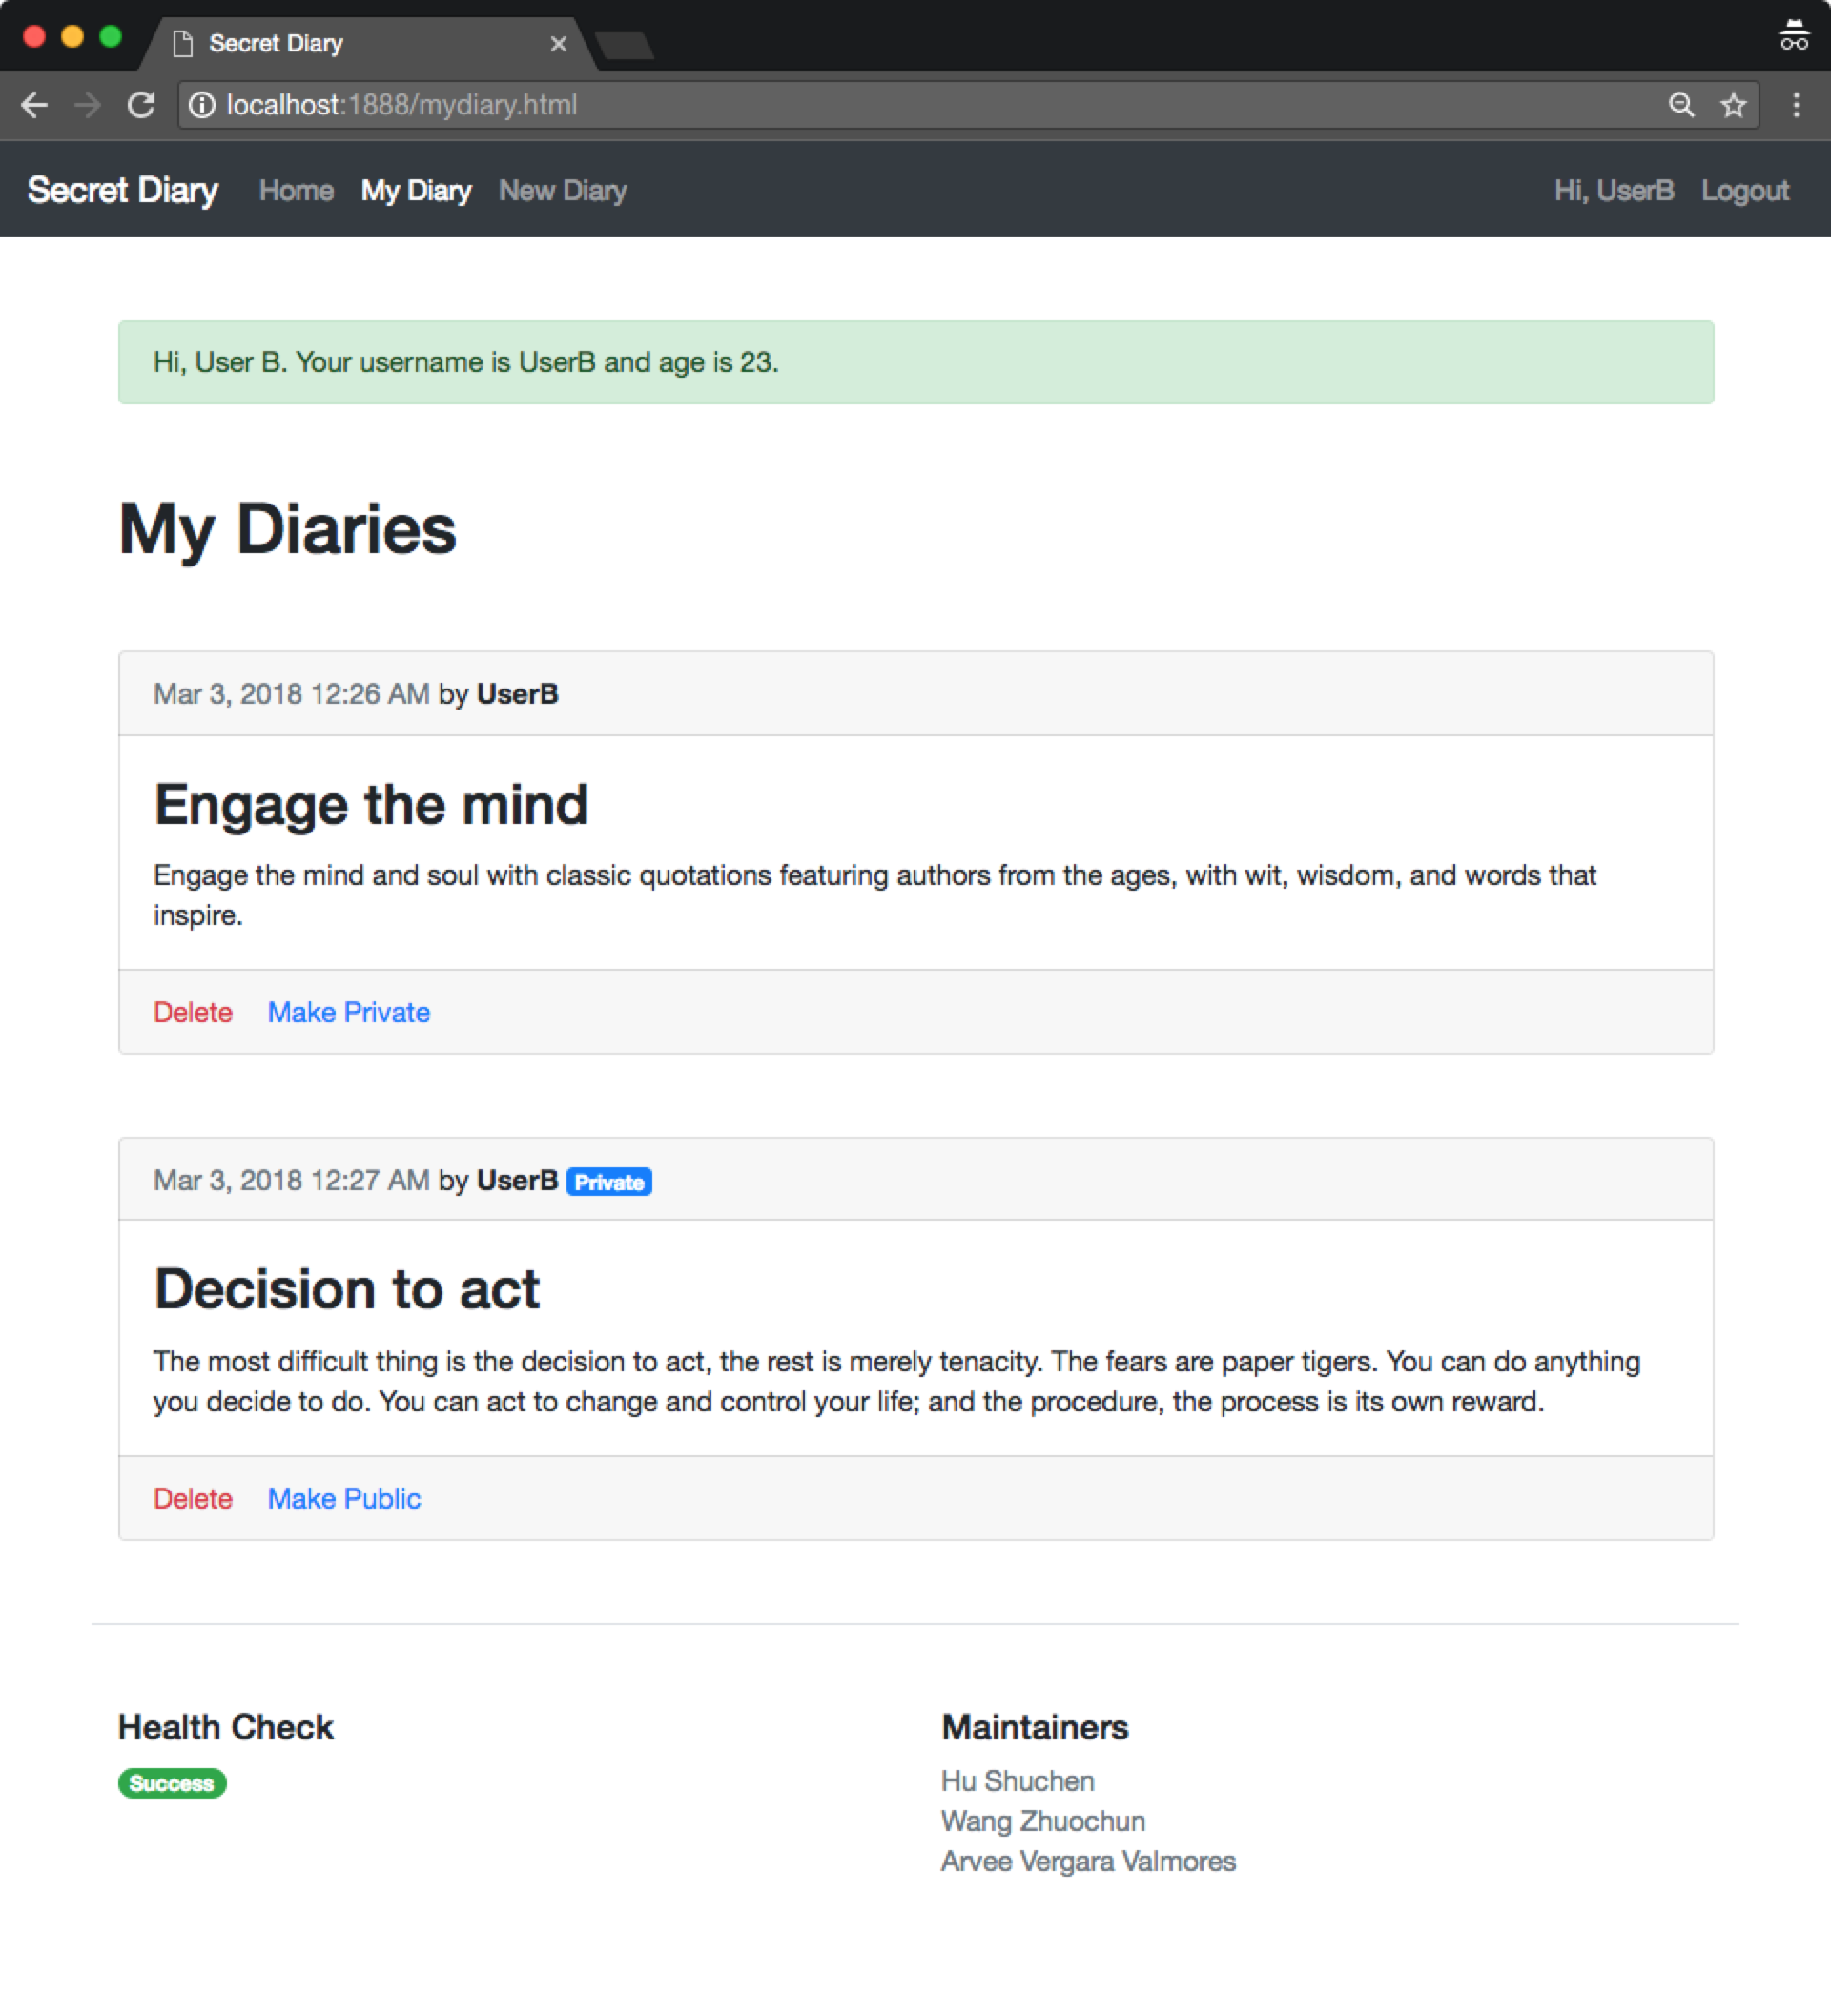 Secret Diary
localhost:1888/mydiary.html
Secret Diary Home My Diary New Diary Hi, UserB Logout
Hi, User B. Your username is UserB and age is 23.
My Diaries
Mar 3, 2018 12:26 AM by UserB
Engage the mind
Engage the mind and soul with classic quotations featuring authors from the ages, with wit, wisdom, and words that
inspire.
Delete Make Private
Mar 3, 2018 12:27 AM by UserB Private
Decision to act
The most difficult thing is the decision to act, the rest is merely tenacity. The fears are paper tigers. You can do anything
you decide to do. You can act to change and control your life; and the procedure, the process is its own reward.
Delete Make Public
Health Check
Success
Maintainers
Hu Shuchen
Wang Zhuochun
Arvee Vergara Valmores